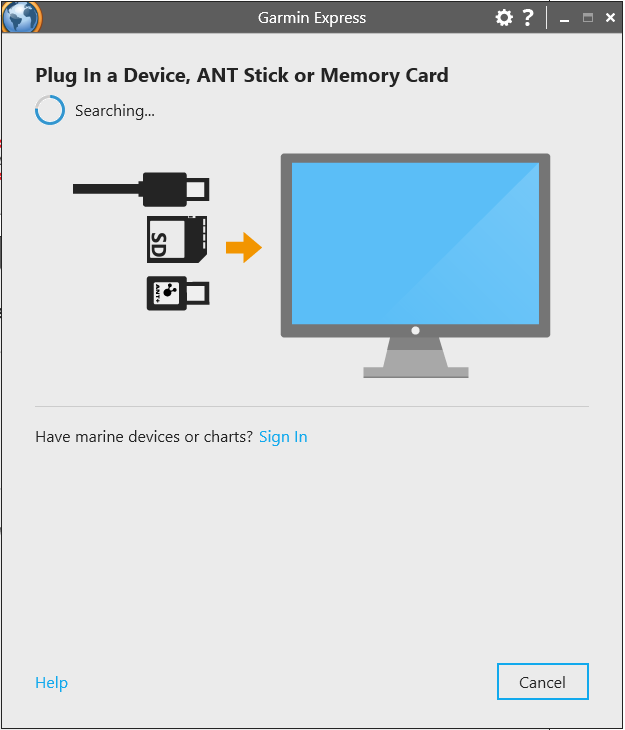 Garmin Express
?
Plug In a Device, ANT Stick or Memory Card
Searching...
SD
ANT+
Have marine devices or charts? Sign In
Help
Cancel